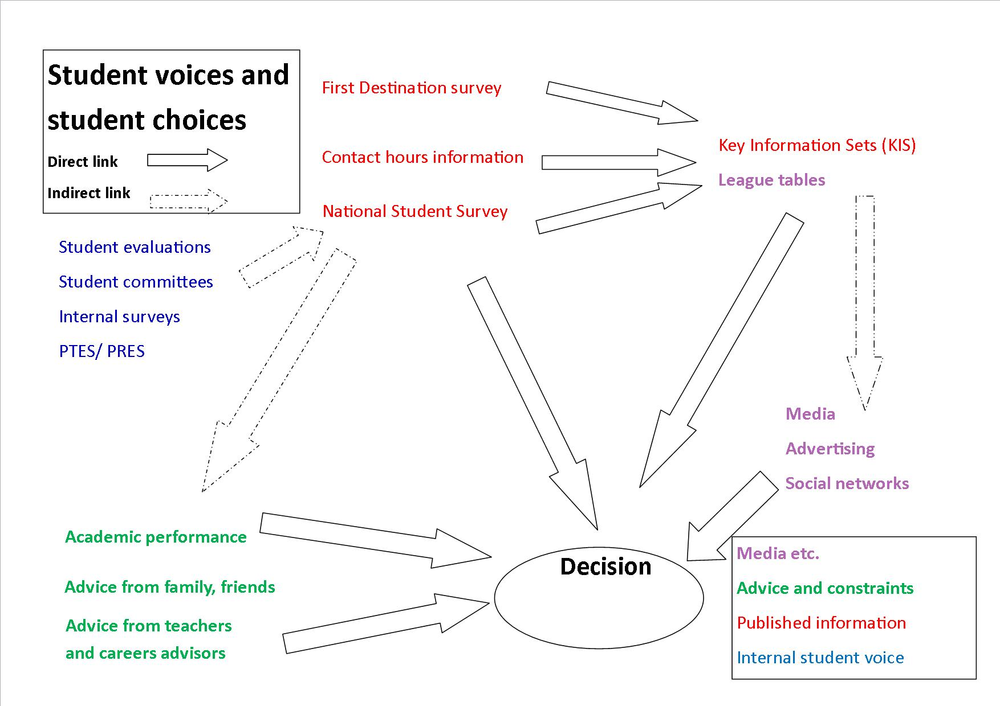 Student voices and
student choices
Direct link
Indirect link
First Destination survey
Contact hours information
National Student Survey
Key Information Sets (KIS)
League tables
Student evaluations
Student committees
Internal surveys
PTES/ PRES
Media
Advertising
Social networks
Academic performance
Advice from family, friends
Advice from teachers
and careers advisors
Decision
Media etc.
Advice and constraints
Published information
Internal student voice